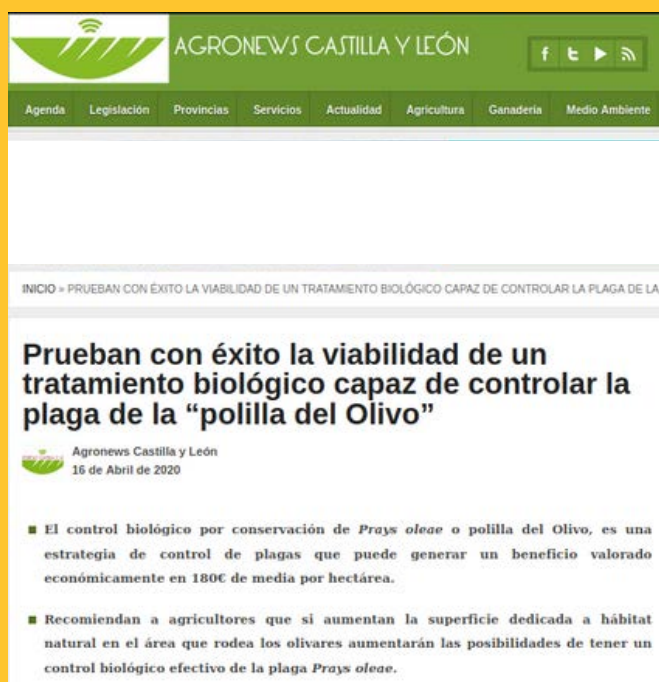 AGRONEWS CASTILLA Y LEÓN
Agenda Legislación Provincias Servicios Actualidad Agricultura Ganadería Medio Ambiente
INICIO » PRUEBAN CON ÉXITO LA VIABILIDAD DE UN TRATAMIENTO BIOLÓGICO CAPAZ DE CONTROLAR LA PLAGA DE LA
Prueban con éxito la viabilidad de un
tratamiento biológico capaz de controlar la
plaga de la “polilla del Olivo”
Agronews Castilla y León
16 de Abril de 2020
El control biológico por conservación de Prays oleae o polilla del Olivo, es una
estrategia de control de plagas que puede generar un beneficio valorado
económicamente en 180€ de media por hectárea.
Recomiendan a agricultores que si aumentan la superficie dedicada a hábitat
natural en el área que rodea los olivares aumentarán las posibilidades de tener un
control biológico efectivo de la plaga Prays oleae.